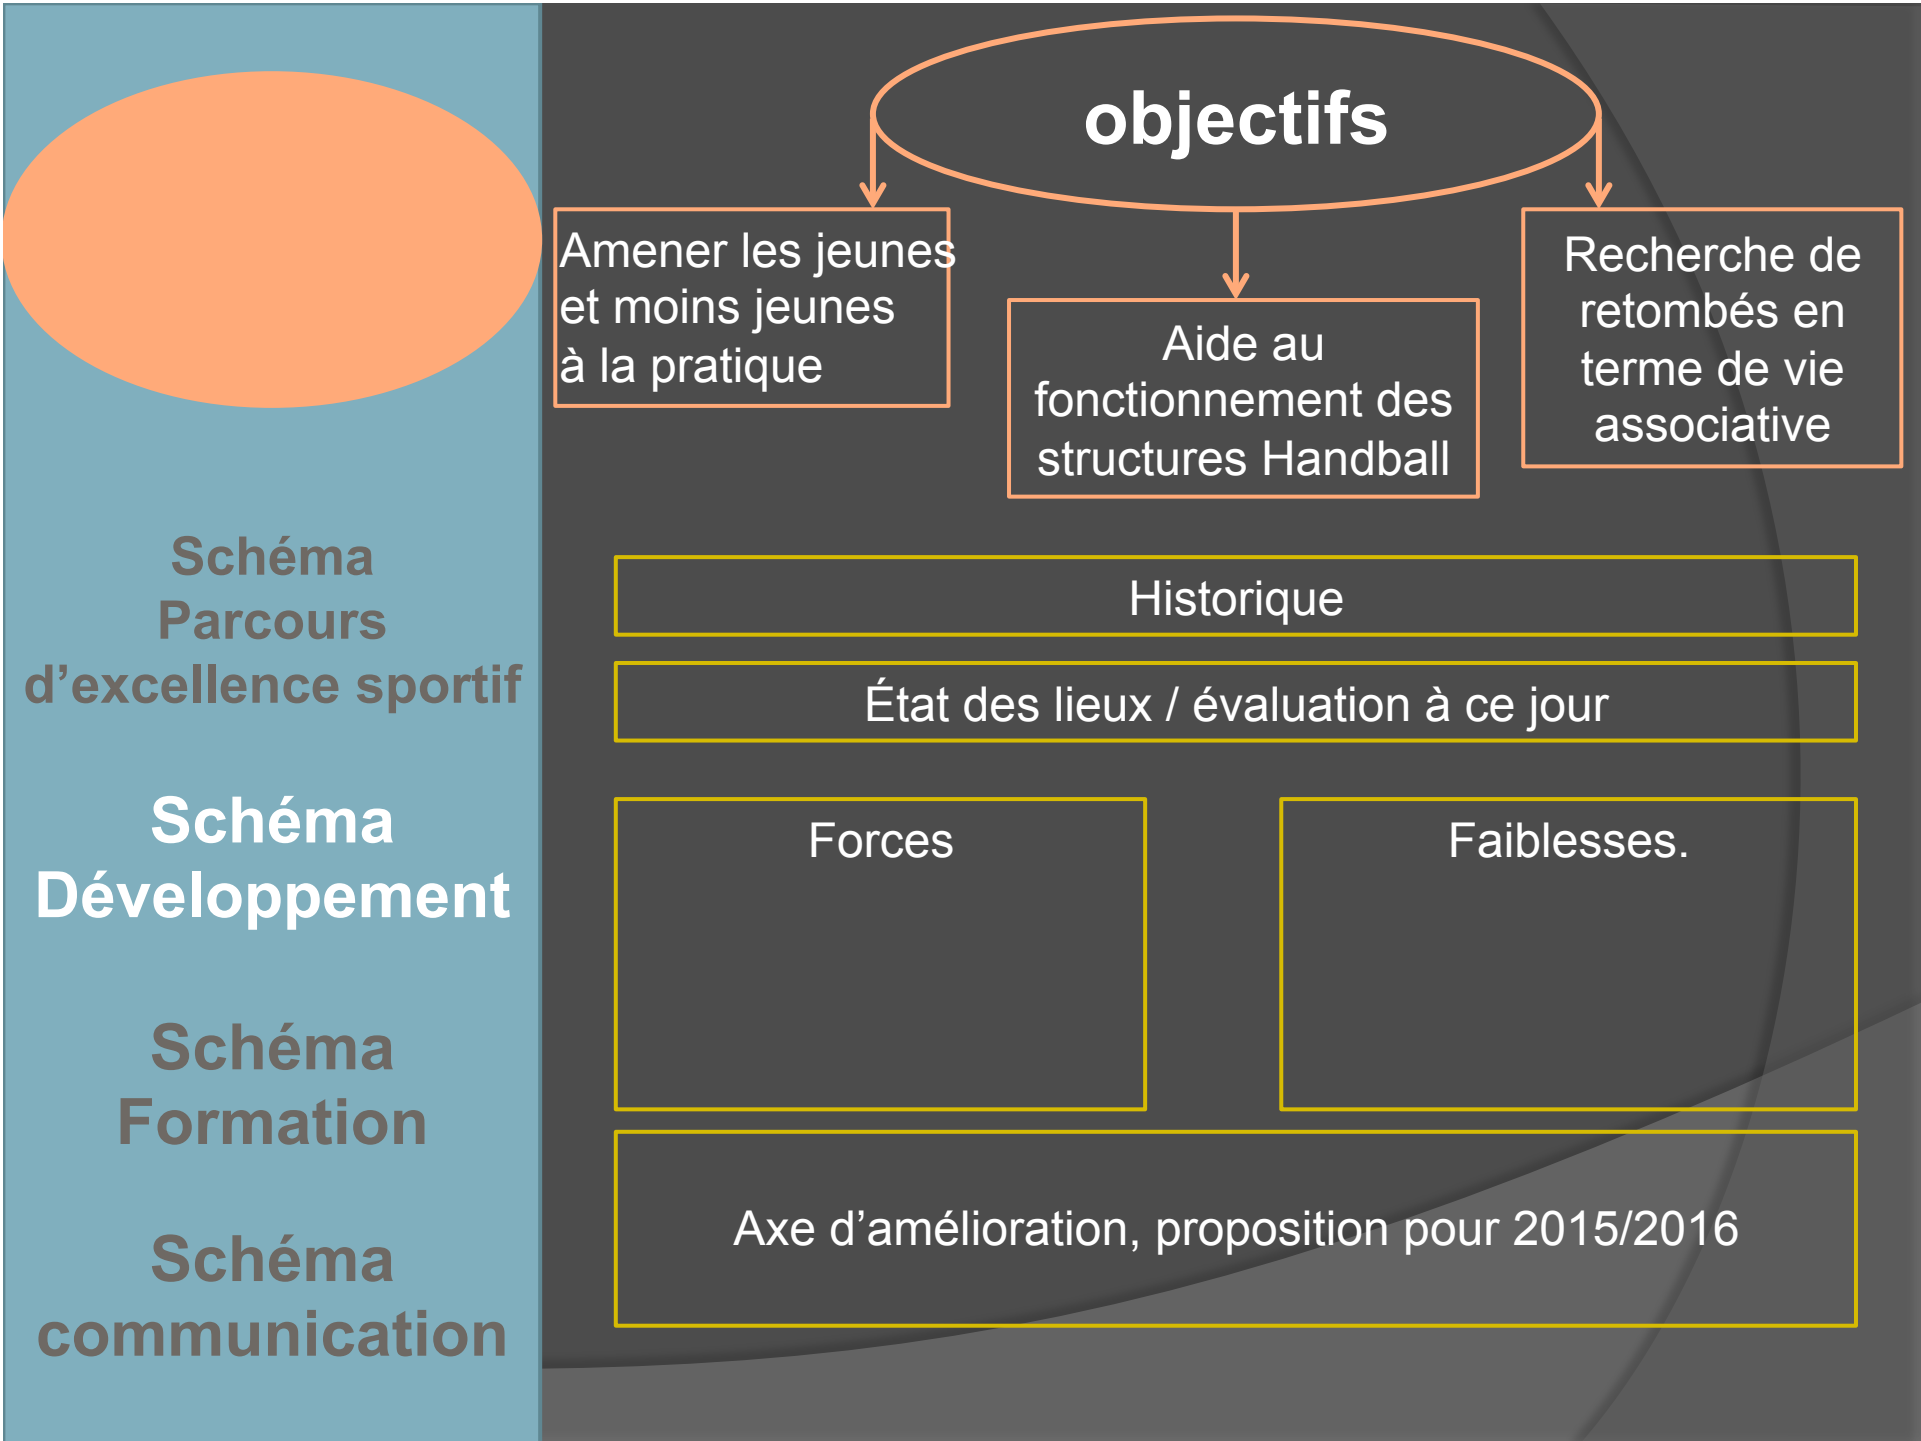 Schéma
Parcours
d’excellence sportif
Schéma
Développement
Schéma
Formation
Schéma
communication
objectifs
Amener les jeunes
et moins jeunes
à la pratique
Aide au
fonctionnement des
structures Handball
Recherche de
retombés en
terme de vie
associative
Historique
État des lieux / évaluation à ce jour
Forces
Faiblesses.
Axe d’amélioration, proposition pour 2015/2016